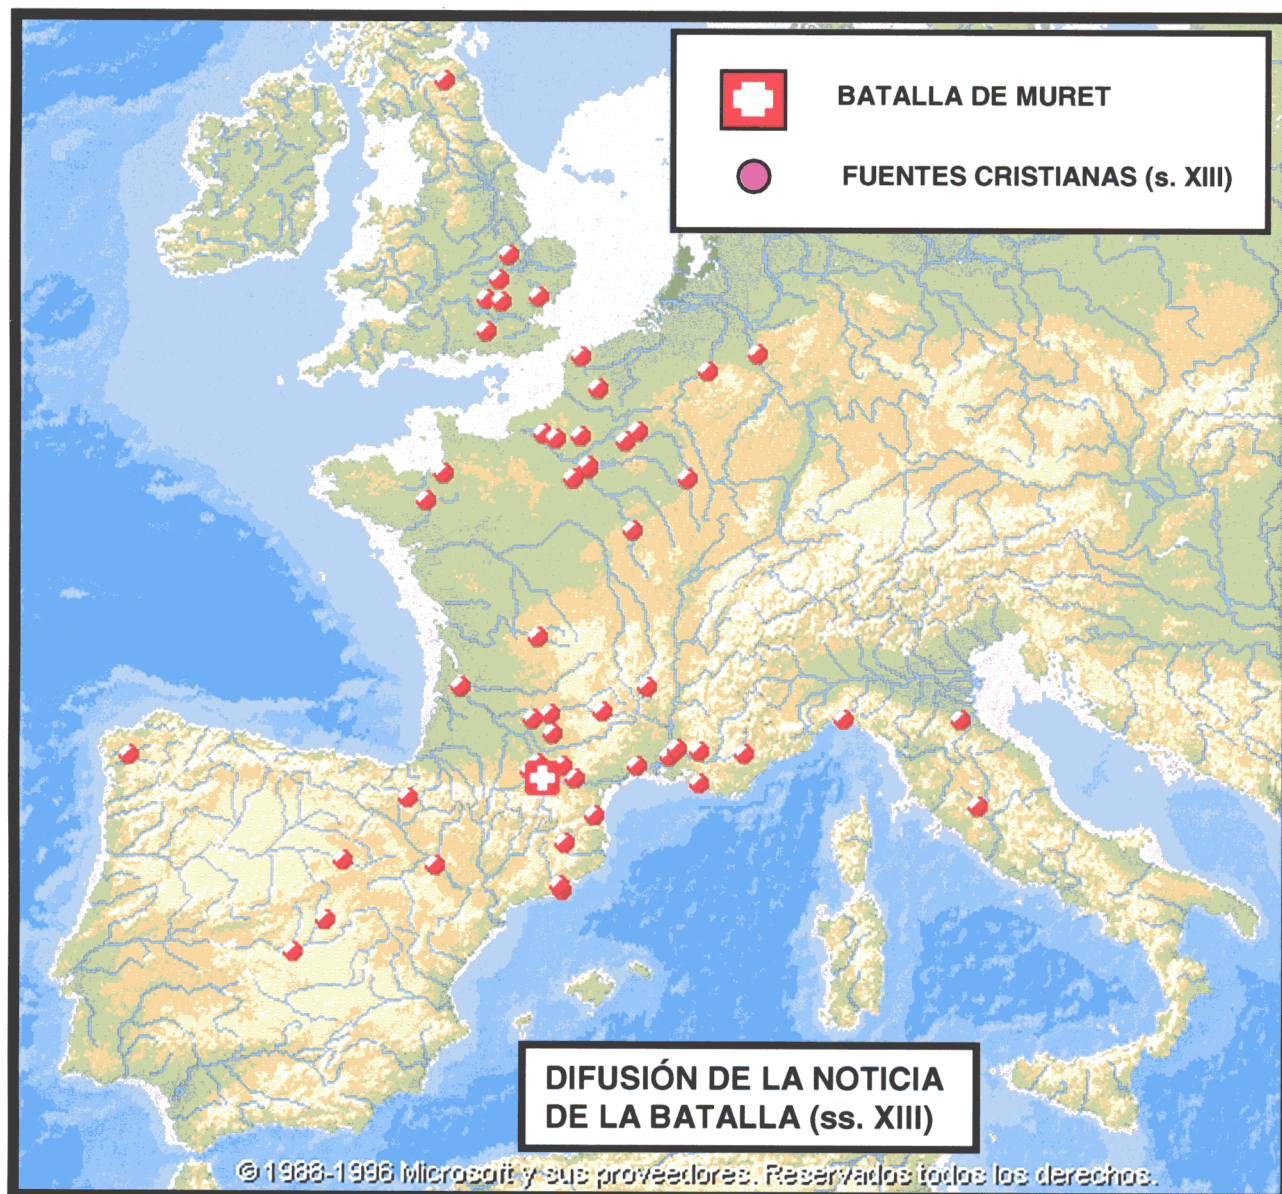 BATALLA DE MURET
FUENTES CRISTIANAS (s. XIII)
DIFUSIÓN DE LA NOTICIA
DE LA BATALLA (ss. XIII)
© 1988-1996 Microsoft y sus proveedores. Reservados todos los derechos.